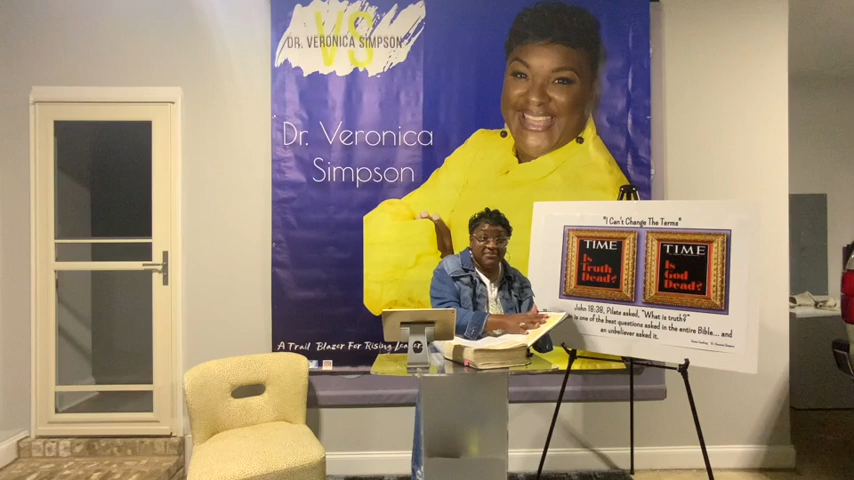 VS
DR. VERONICA SIMPSON
Dr. Veronica
Simpson
A Trail Blazer For Rising Leader
"I Can't Change The Terms"
TIME
Is
Truth
Dead?
TIME
Is
God
Dead?
John 18:38, Pilate asked, "What is truth?"
is one of the best questions asked in the entire Bible... and
an unbeliever asked it.